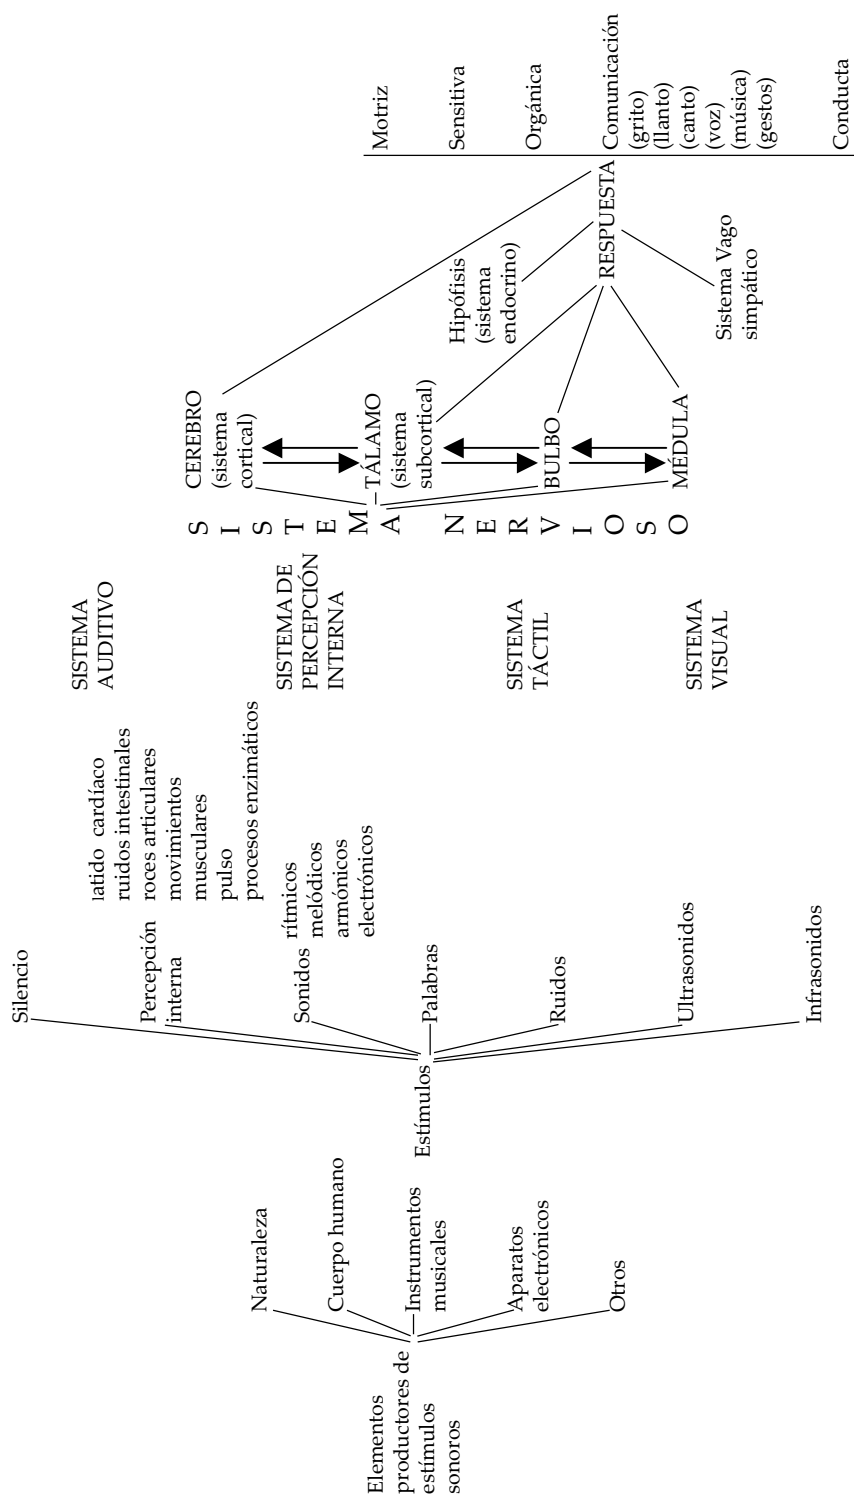 Elementos
productores de
estímulos
sonoros
Naturaleza
Cuerpo humano
Instrumentos
musicales
Aparatos
electrónicos
Otros
Estímulos
Silencio
Percepción
interna
latido cardíaco
ruidos intestinales
roces articulares
movimientos
musculares
pulso
procesos enzimáticos
Sonidos
rítmicos
melódicos
armónicos
electrónicos
Palabras
Ruidos
Ultrasonidos
Infrasonidos
SISTEMA
AUDITIVO
SISTEMA DE
PERCEPCIÓN
INTERNA
SISTEMA
TÁCTIL
SISTEMA
VISUAL
SISTEMA NERVIOSO
CEREBRO
(sistema
cortical)
TÁLAMO
(sistema
subcortical)
BULBO
MÉDULA
Hipófisis
(sistema
endocrino)
RESPUESTA
Sistema Vago
simpático
Motriz
Sensitiva
Orgánica
Comunicación
(grito)
(llanto)
(canto)
(voz)
(música)
(gestos)
Conducta